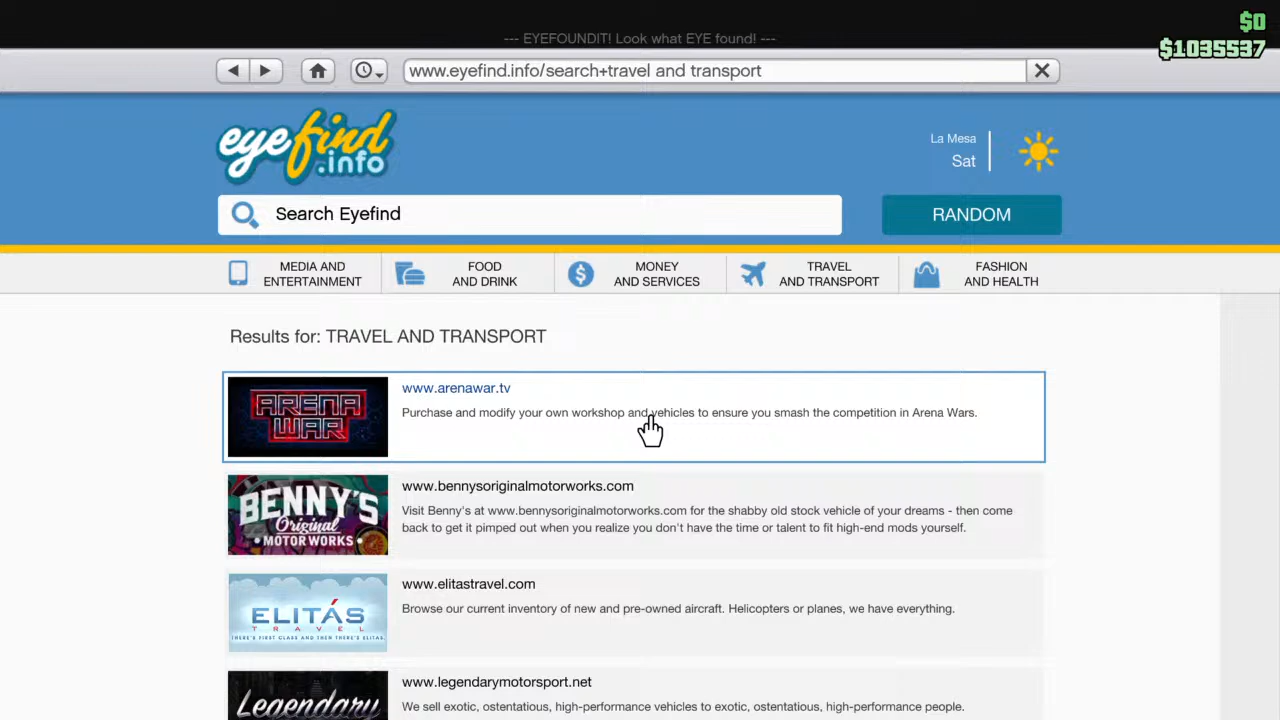 $0
--- EYEFOUNDIT! Look what EYE found! ---
$1035537
www.eyefind.info/search+travel and transport
eyefind
.info
La Mesa
Sat
Search Eyefind
RANDOM
MEDIA AND
ENTERTAINMENT
FOOD
AND DRINK
MONEY
AND SERVICES
TRAVEL
AND TRANSPORT
FASHION
AND HEALTH
Results for: TRAVEL AND TRANSPORT
ARENA
WAR
www.arenawar.tv
Purchase and modify your own workshop and vehicles to ensure you smash the competition in Arena Wars.
BENNY'S
Original
MOTOR WORKS
www.bennysoriginalmotorworks.com
Visit Benny's at www.bennysoriginalmotorworks.com for the shabby old stock vehicle of your dreams - then come
back to get it pimped out when you realize you don't have the time or talent to fit high-end mods yourself.
ELITÁS
TRAVEL
THERE'S FIRST CLASS AND THEN THERE'S ELITAS.
www.elitastravel.com
Browse our current inventory of new and pre-owned aircraft. Helicopters or planes, we have everything.
Legendary
www.legendarymotorsport.net
We sell exotic, ostentatious, high-performance vehicles to exotic, ostentatious, high-performance people.